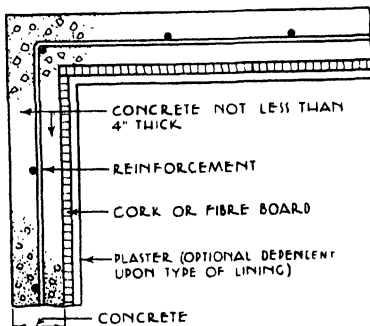 CONCRETE NOT LESS THAN
4" THICK
REINFORCEMENT
CORK OR FIBRE BOARD
PLASTER (OPTIONAL DEPENDENT
UPON TYPE OF LINING)
CONCRETE